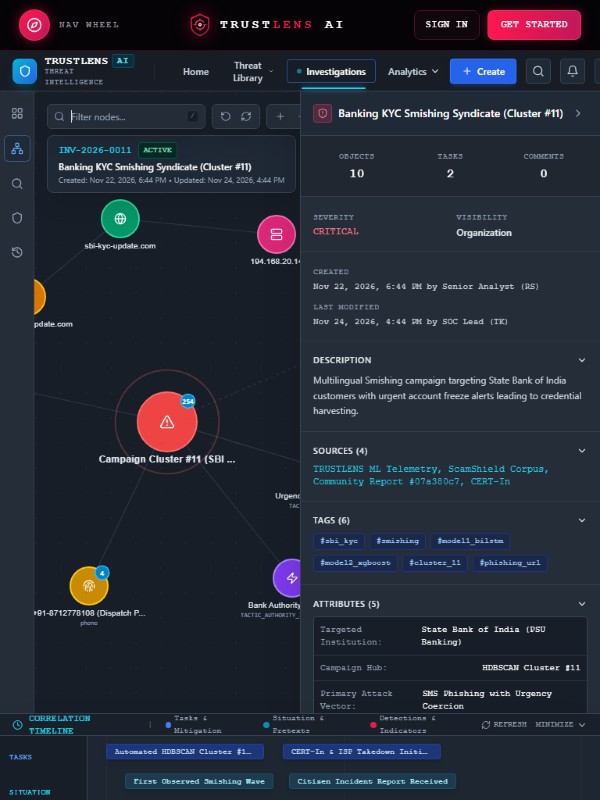 NAV WHEEL
TRUSTLENS AI
SIGN IN
GET STARTED
TRUSTLENS AI
THREAT
INTELLIGENCE
Home
Threat
Library
Investigations
Analytics
+ Create
Filter nodes...
/
INV-2026-0011 ACTIVE
Banking KYC Smishing Syndicate (Cluster #11)
Created: Nov 22, 2026, 6:44 PM • Updated: Nov 24, 2026, 4:44 PM
sbi-kyc-update.com
194.168.20.14
pdate.com
254
Campaign Cluster #11 (SBI ...
Urgenc
TAC
4
+91-8712778108 (Dispatch P...
phone
Bank Authority
TACTIC_AUTHORITY_
Banking KYC Smishing Syndicate (Cluster #11)
OBJECTS
10
TASKS
2
COMMENTS
0
SEVERITY
CRITICAL
VISIBILITY
Organization
CREATED
Nov 22, 2026, 6:44 PM by Senior Analyst (RS)
LAST MODIFIED
Nov 24, 2026, 4:44 PM by SOC Lead (TK)
DESCRIPTION
Multilingual Smishing campaign targeting State Bank of India
customers with urgent account freeze alerts leading to credential
harvesting.
SOURCES (4)
TRUSTLENS ML Telemetry, ScamShield Corpus,
Community Report #07a380c7, CERT-In
TAGS (6)
#sbi_kyc #smishing #model1_bilstm
#model2_xgboost #cluster_11 #phishing_url
ATTRIBUTES (5)
Targeted
Institution:
State Bank of India (PSU
Banking)
Campaign Hub:
HDBSCAN Cluster #11
Primary Attack
Vector:
SMS Phishing with Urgency
Coercion
CORRELATION
TIMELINE
Tasks &
Mitigation
Situation &
Pretexts
Detections &
Indicators
REFRESH
MINIMIZE
TASKS
Automated HDBSCAN Cluster #1...
CERT-In & ISP Takedown Initi...
SITUATION
First Observed Smishing Wave
Citizen Incident Report Received